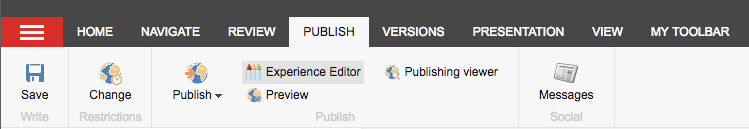 HOME NAVIGATE REVIEW PUBLISH VERSIONS PRESENTATION VIEW MY TOOLBAR
Save
Write
Change
Restrictions
Publish
Experience Editor
Preview
Publishing viewer
Publish
Messages
Social